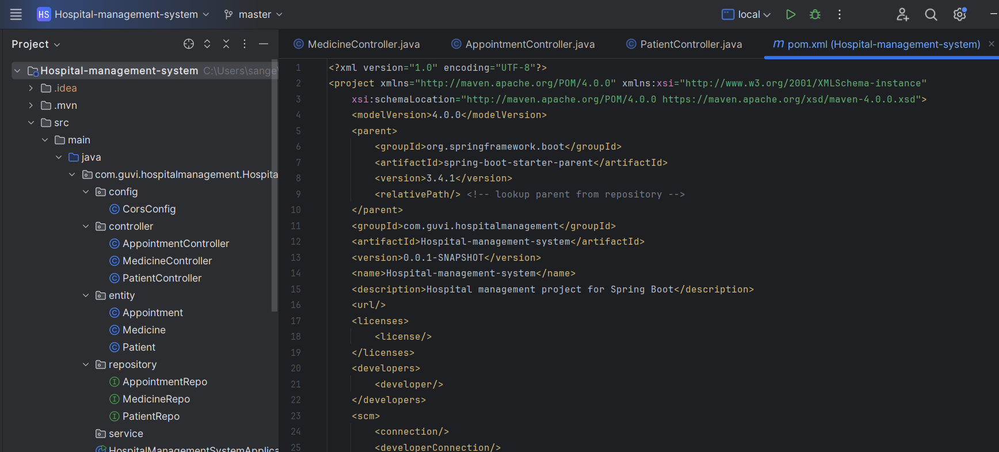 HS Hospital-management-system master local
Project
MedicineController.java AppointmentController.java PatientController.java m pom.xml (Hospital-management-system)
Hospital-management-system C:\Users\sange\
.idea
.mvn
src
main
java
com.guvi.hospitalmanagement.Hospita
config
CorsConfig
controller
AppointmentController
MedicineController
PatientController
entity
Appointment
Medicine
Patient
repository
AppointmentRepo
MedicineRepo
PatientRepo
service
HospitalManagementSystemApplica
1 <?xml version="1.0" encoding="UTF-8"?>
2 <project xmlns="http://maven.apache.org/POM/4.0.0" xmlns:xsi="http://www.w3.org/2001/XMLSchema-instance"
3 xsi:schemaLocation="http://maven.apache.org/POM/4.0.0 https://maven.apache.org/xsd/maven-4.0.0.xsd">
4 <modelVersion>4.0.0</modelVersion>
5 <parent>
6 <groupId>org.springframework.boot</groupId>
7 <artifactId>spring-boot-starter-parent</artifactId>
8 <version>3.4.1</version>
9 <relativePath/> <!-- lookup parent from repository -->
10 </parent>
11 <groupId>com.guvi.hospitalmanagement</groupId>
12 <artifactId>Hospital-management-system</artifactId>
13 <version>0.0.1-SNAPSHOT</version>
14 <name>Hospital-management-system</name>
15 <description>Hospital management project for Spring Boot</description>
16 <url/>
17 <licenses>
18 <license/>
19 </licenses>
20 <developers>
21 <developer/>
22 </developers>
23 <scm>
24 <connection/>
25 <developerConnection/>